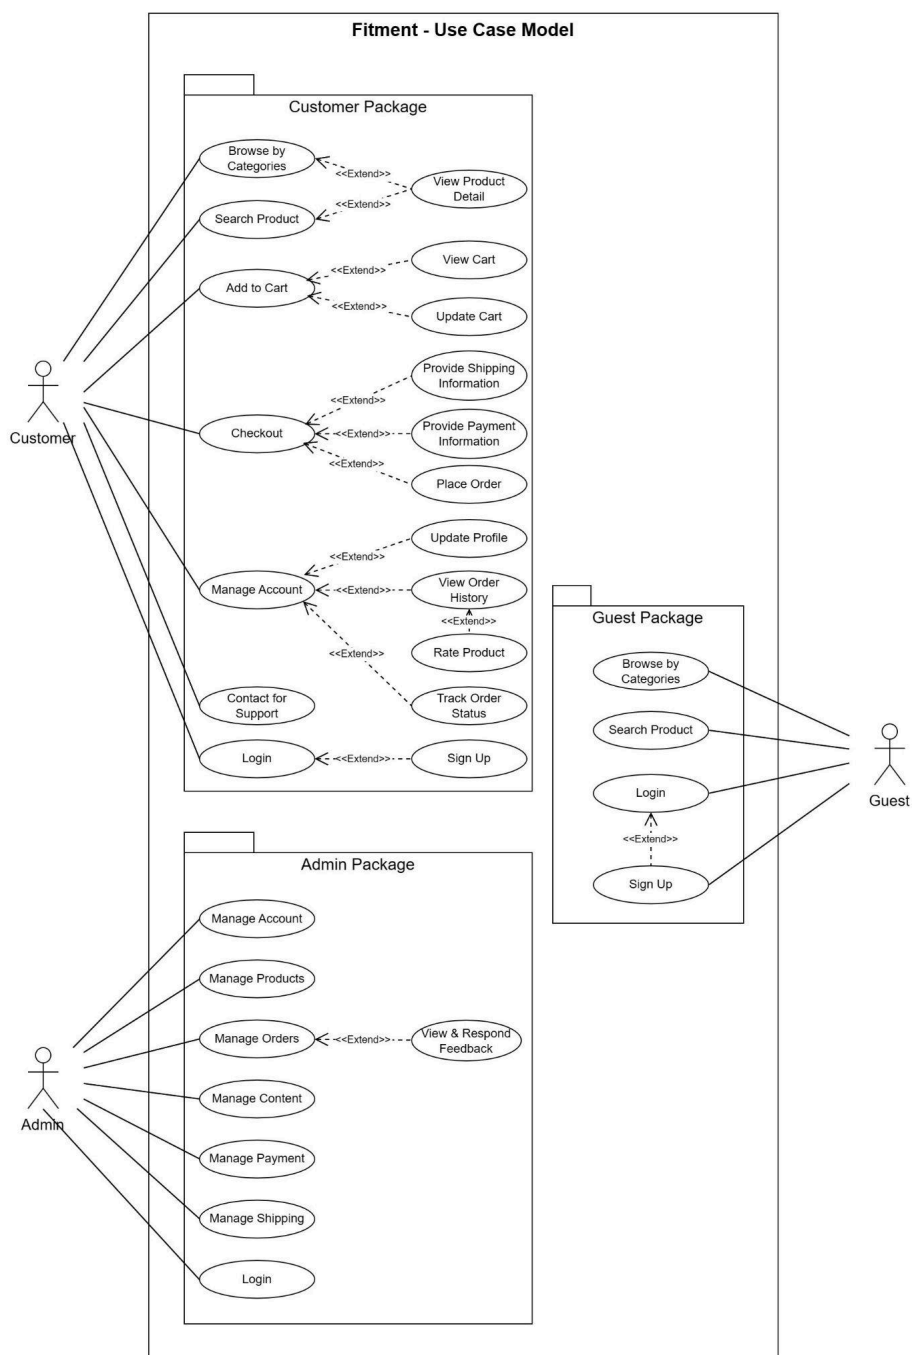 Fitment - Use Case Model
Customer Package
Browse by
Categories
<<Extend>>
View Product
Detail
<<Extend>>
Search Product
View Cart
<<Extend>>
Add to Cart
<<Extend>>
Update Cart
Provide Shipping
Information
<<Extend>>
Customer
Checkout
<<Extend>>
Provide Payment
Information
<<Extend>>
Place Order
Update Profile
<<Extend>>
Manage Account
<<Extend>>
View Order
History
<<Extend>>
Rate Product
<<Extend>>
Contact for
Support
Track Order
Status
Login
<<Extend>>
Sign Up
Guest Package
Browse by
Categories
Search Product
Login
<<Extend>>
Sign Up
Guest
Admin Package
Manage Account
Manage Products
Manage Orders
<<Extend>>
View & Respond
Feedback
Admin
Manage Content
Manage Payment
Manage Shipping
Login